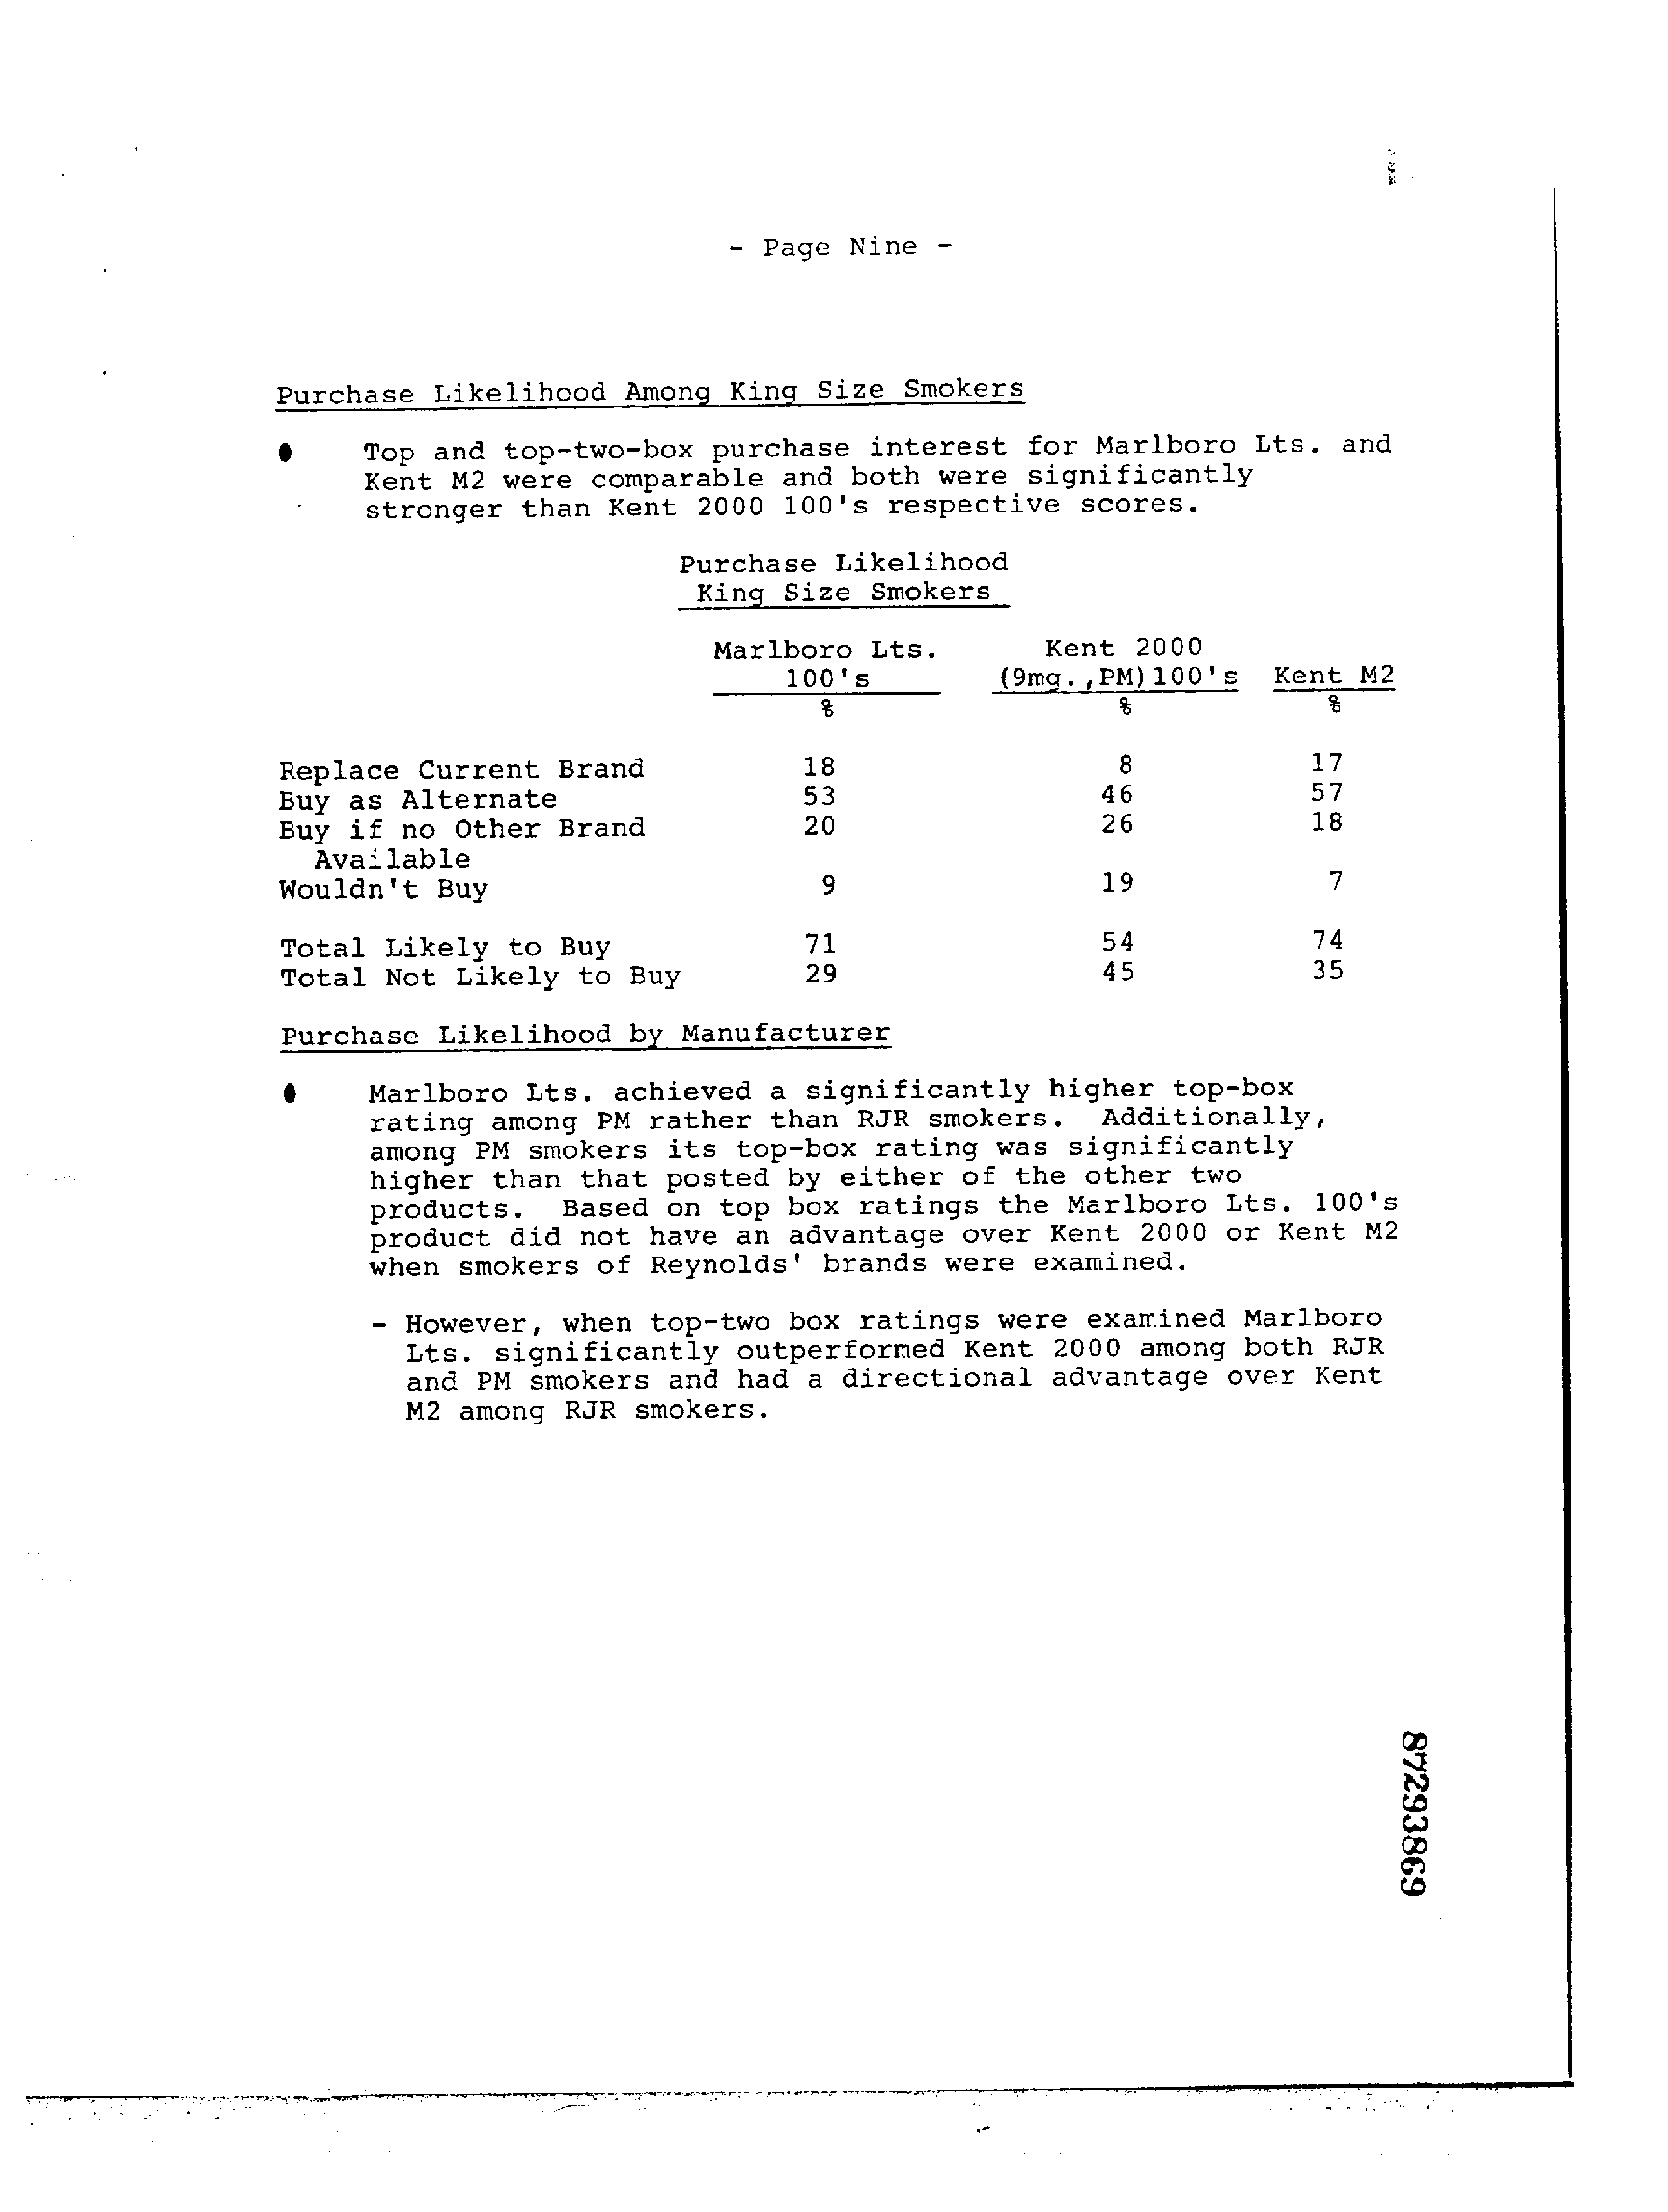 - Page Nine -
Purchase Likelihood Among King Size Smokers
Top and top-two-box purchase interest for Marlboro Lts. and
Kent M2 were comparable and both were significantly
stronger than Kent 2000 100's respective scores.
Purchase Likelihood
King Size Smokers
Marlboro Lts. Kent 2000
100's (9mg.,PM)100's Kent M2
% % %
Replace Current Brand 18 8 17
Buy as Alternate 53 46 57
Buy if no Other Brand 20 26 18
Available
Wouldn't Buy 9 19 7
Total Likely to Buy 71 54 74
Total Not Likely to Buy 29 45 35
Purchase Likelihood by Manufacturer
Marlboro Lts. achieved a significantly higher top-box
rating among PM rather than RJR smokers. Additionally,
among PM smokers its top-box rating was significantly
higher than that posted by either of the other two
products. Based on top box ratings the Marlboro Lts. 100's
product did not have an advantage over Kent 2000 or Kent M2
when smokers of Reynolds' brands were examined.
- However, when top-two box ratings were examined Marlboro
Lts. significantly outperformed Kent 2000 among both RJR
and PM smokers and had a directional advantage over Kent
M2 among RJR smokers.
87293869